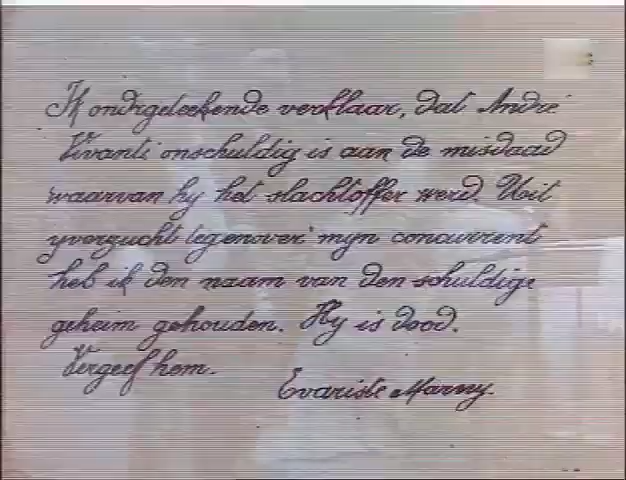 Ik ondergeteekende verklaar, dat André
Vivanti onschuldig is aan de misdaad
waarvan hy het slachtoffer werd. Uit
yverzucht tegenover myn concurrent
heb ik den naam van den schuldige
geheim gehouden. Hy is dood.
Vergeef hem.
Evariste Marny.